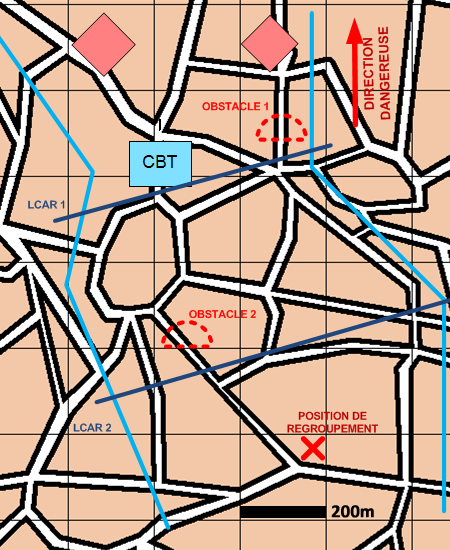 DIRECTION
DANGEREUSE
OBSTACLE 1
CBT
LCAR 1
OBSTACLE 2
POSITION DE
REGROUPEMENT
LCAR 2
200m